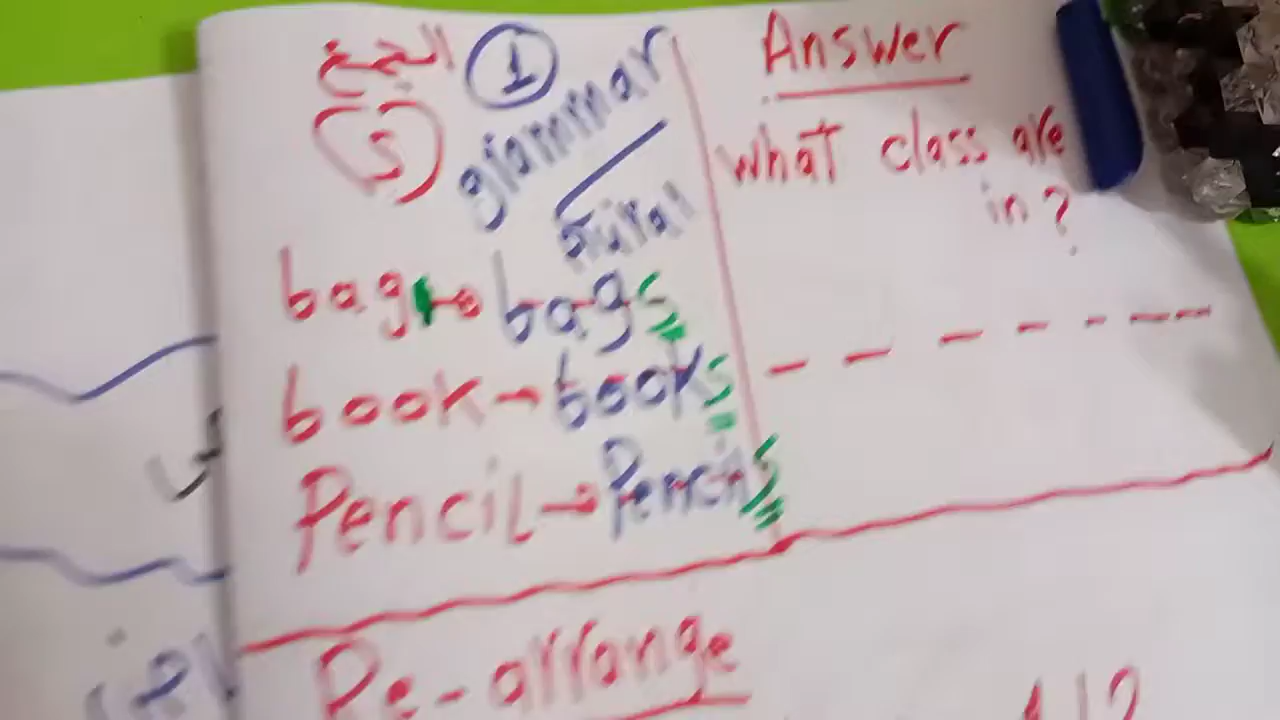 الجمع
S
1
grammar
Plural
bag → bags
book → books
Pencil → Pencils
Answer
what class are
in?
Re-arrange